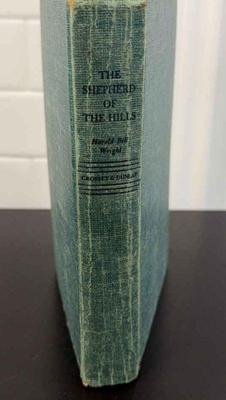 THE
SHEPHERD
OF
THE HILLS
Harold Bell
Wright
GROSSET & DUNLAP